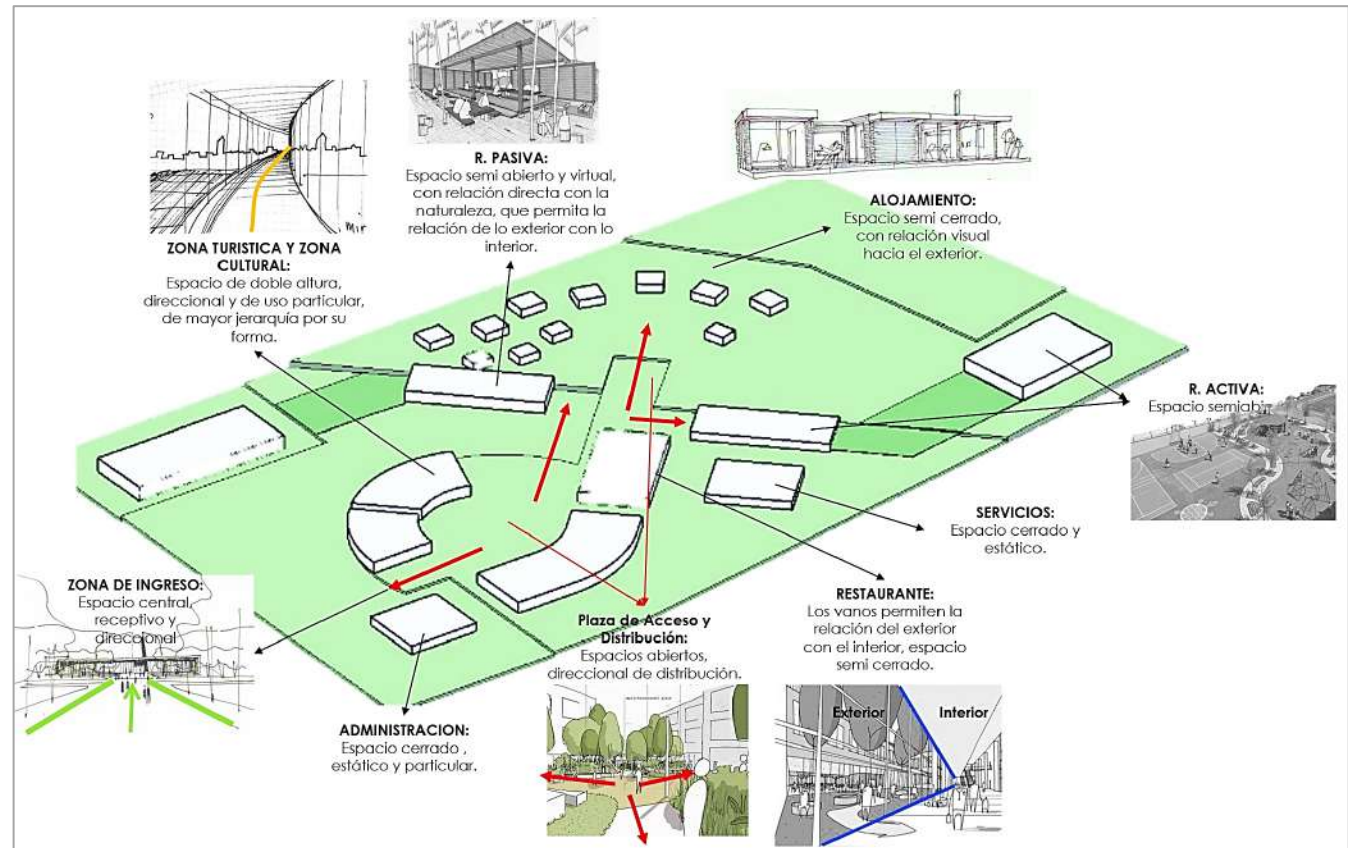 R. PASIVA:
Espacio semi abierto y virtual,
con relación directa con la
naturaleza, que permita la
relación de lo exterior con lo
interior.
ALOJAMIENTO:
Espacio semi cerrado,
con relación visual
hacia el exterior.
ZONA TURISTICA Y ZONA
CULTURAL:
Espacio de doble altura,
direccional y de uso particular,
de mayor jerarquía por su
forma.
R. ACTIVA:
SERVICIOS:
Espacio cerrado y
estático.
ZONA DE INGRESO:
Espacio central,
receptivo y
direccional
RESTAURANTE:
Los vanos permiten la
relación del exterior
con el interior, espacio
semi cerrado.
Plaza de Acceso y
Distribución:
Espacios abiertos,
direccional de distribución.
ADMINISTRACION:
Espacio cerrado ,
estático y particular.
Exterior
Interior